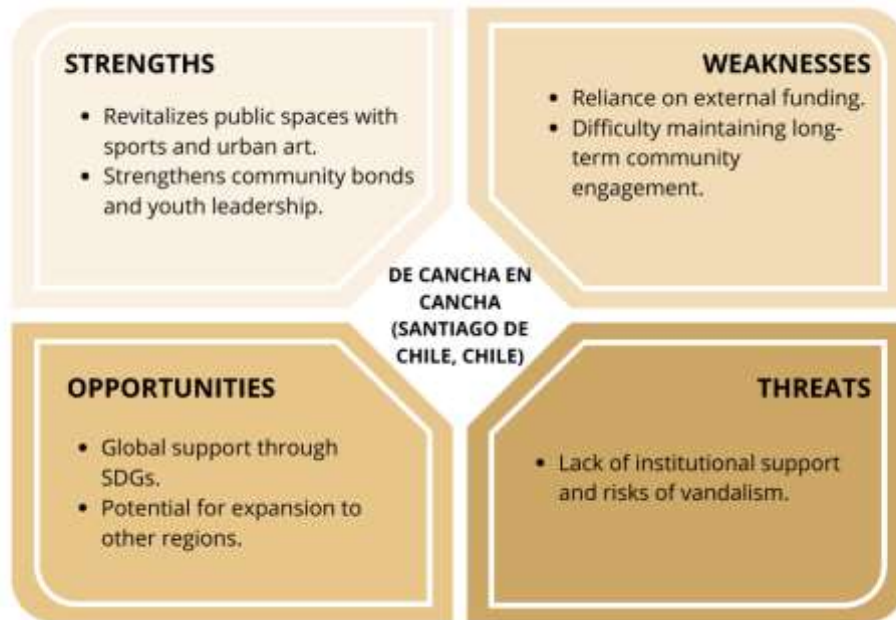 STRENGTHS
• Revitalizes public spaces with
sports and urban art.
• Strengthens community bonds
and youth leadership.
WEAKNESSES
• Reliance on external funding.
• Difficulty maintaining long-
term community
engagement.
DE CANCHA EN
CANCHA
(SANTIAGO DE
CHILE, CHILE)
OPPORTUNITIES
• Global support through
SDGs.
• Potential for expansion to
other regions.
THREATS
• Lack of institutional support
and risks of vandalism.